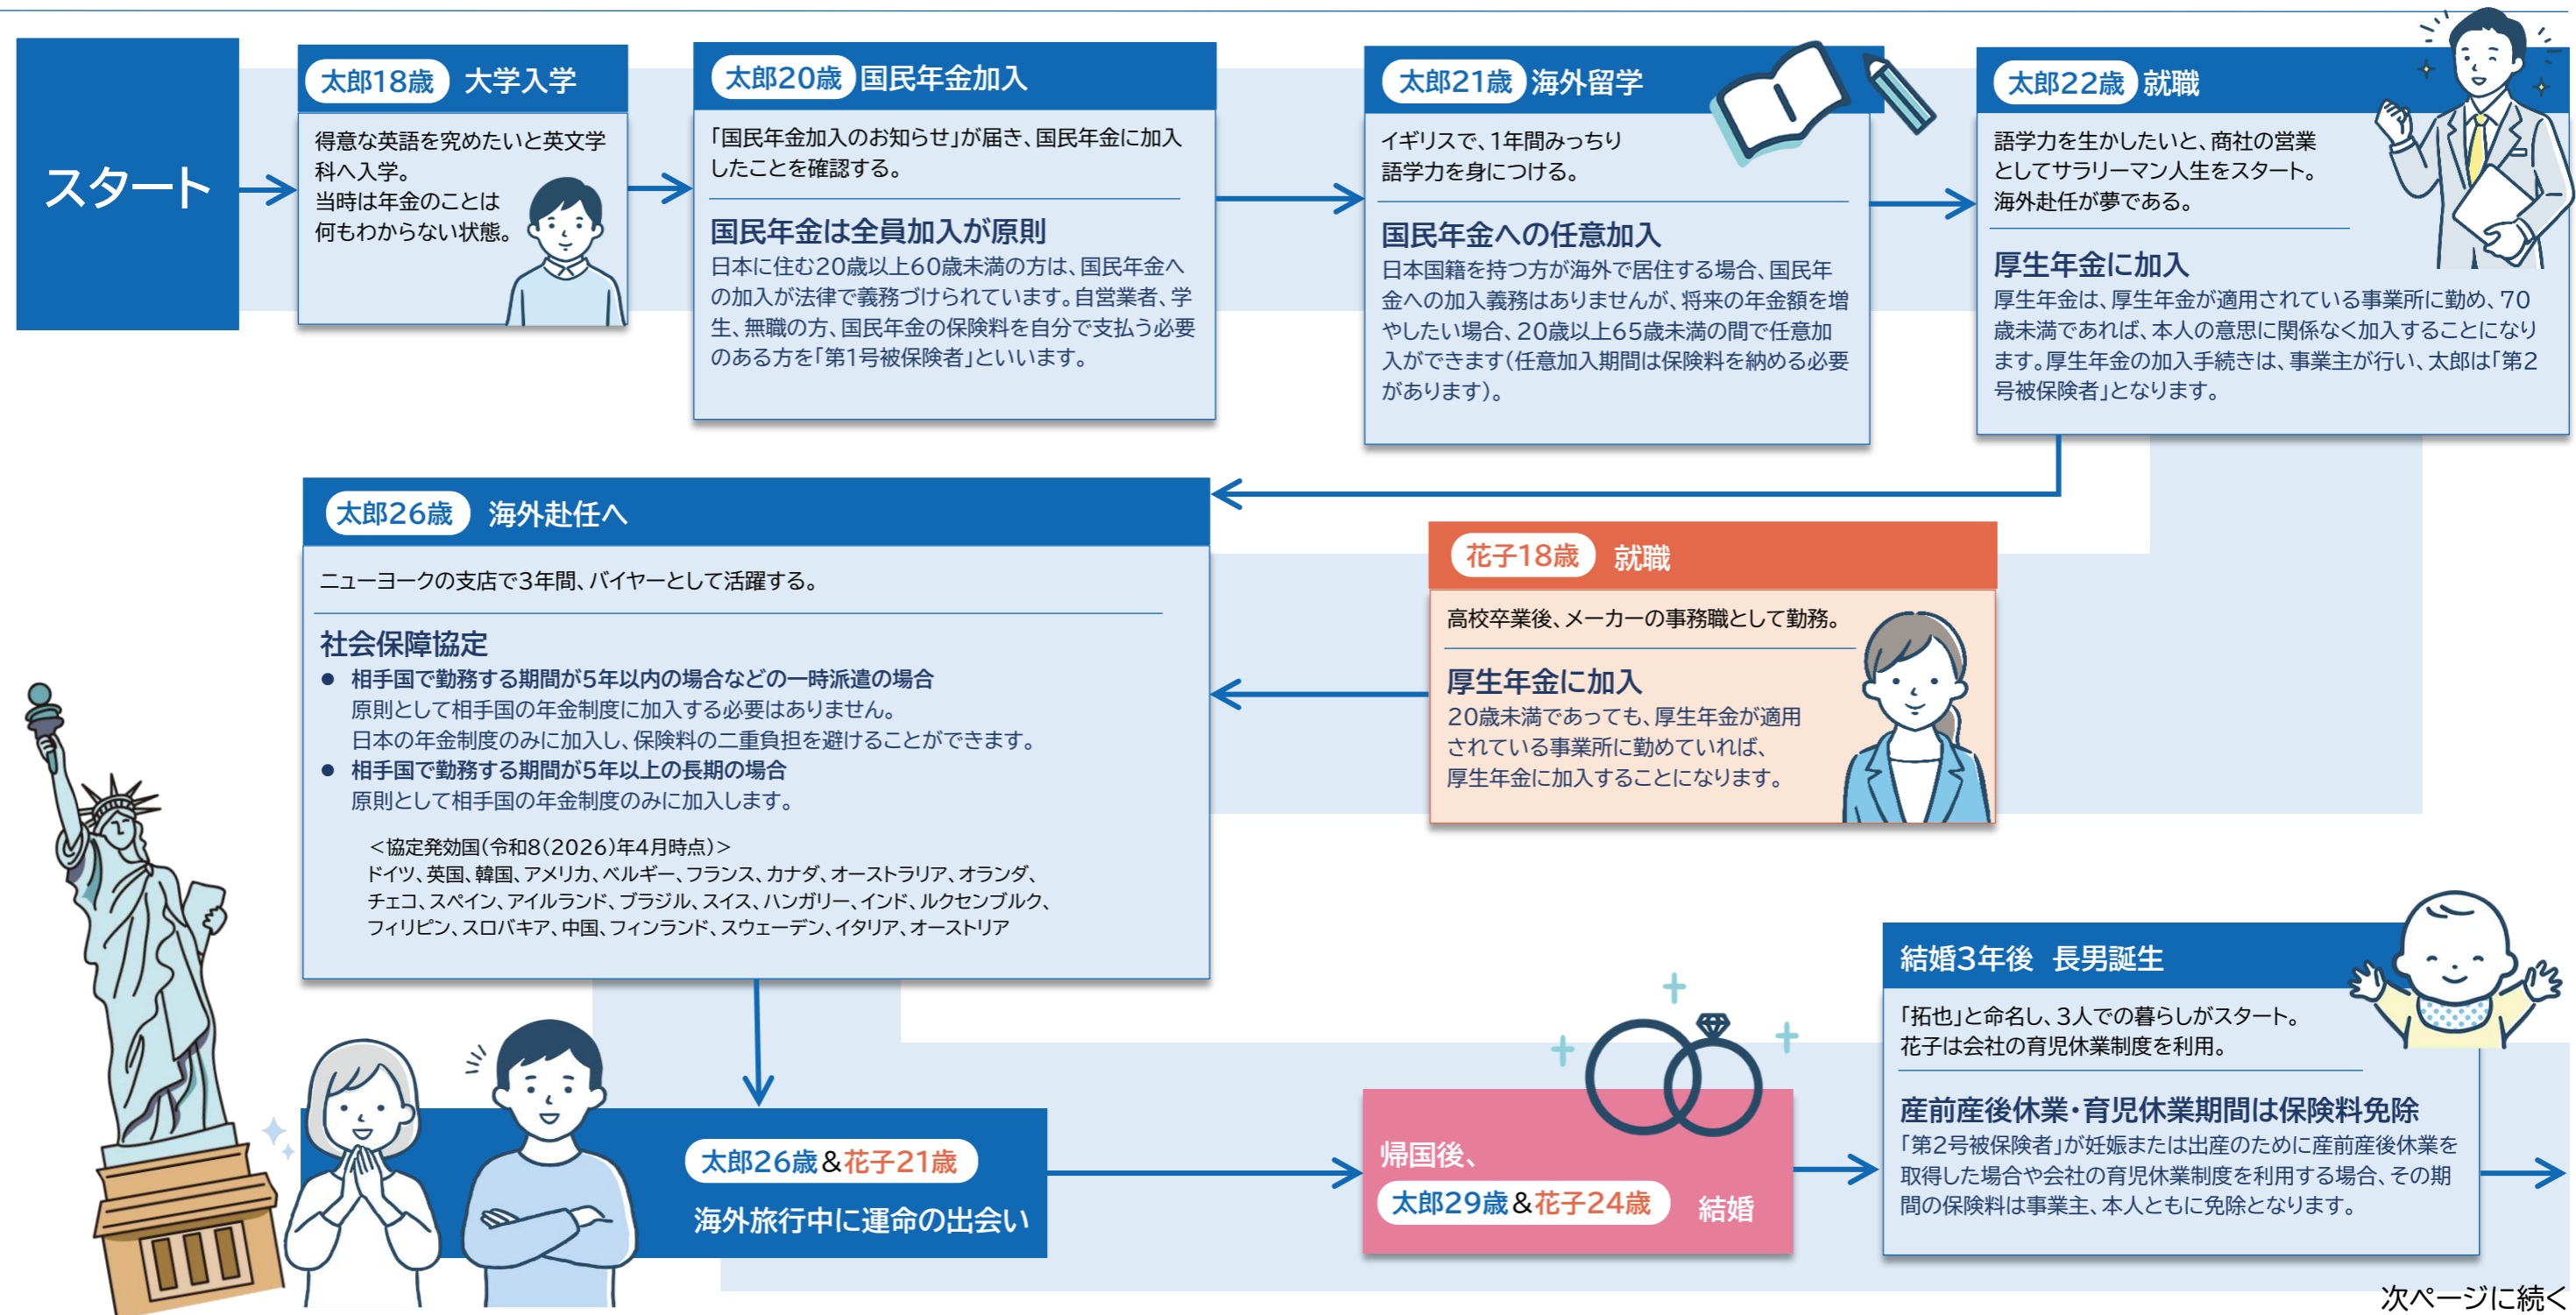 スタート
太郎18歳 大学入学
得意な英語を究めたいと英文学
科へ入学。
当時は年金のことは
何もわからない状態。
太郎20歳 国民年金加入
「国民年金加入のお知らせ」が届き、国民年金に加入
したことを確認する。
国民年金は全員加入が原則
日本に住む20歳以上60歳未満の方は、国民年金へ
の加入が法律で義務づけられています。自営業者、学
生、無職の方、国民年金の保険料を自分で支払う必要
のある方を「第1号被保険者」といいます。
太郎21歳 海外留学
イギリスで、1年間みっちり
語学力を身につける。
国民年金への任意加入
日本国籍を持つ方が海外で居住する場合、国民年
金への加入義務はありませんが、将来の年金額を増
やしたい場合、20歳以上65歳未満の間で任意加
入ができます(任意加入期間は保険料を納める必要
があります)。
太郎22歳 就職
語学力を生かしたいと、商社の営業
としてサラリーマン人生をスタート。
海外赴任が夢である。
厚生年金に加入
厚生年金は、厚生年金が適用されている事業所に勤め、70
歳未満であれば、本人の意思に関係なく加入することになり
ます。厚生年金の加入手続きは、事業主が行い、太郎は「第2
号被保険者」となります。
太郎26歳 海外赴任へ
ニューヨークの支店で3年間、バイヤーとして活躍する。
社会保障協定
● 相手国で勤務する期間が5年以内の場合などの一時派遣の場合
原則として相手国の年金制度に加入する必要はありません。
日本の年金制度のみに加入し、保険料の二重負担を避けることができます。
● 相手国で勤務する期間が5年以上の長期の場合
原則として相手国の年金制度のみに加入します。
<協定発効国(令和8(2026)年4月時点)>
ドイツ、英国、韓国、アメリカ、ベルギー、フランス、カナダ、オーストラリア、オランダ、
チェコ、スペイン、アイルランド、ブラジル、スイス、ハンガリー、インド、ルクセンブルク、
フィリピン、スロバキア、中国、フィンランド、スウェーデン、イタリア、オーストリア
花子18歳 就職
高校卒業後、メーカーの事務職として勤務。
厚生年金に加入
20歳未満であっても、厚生年金が適用
されている事業所に勤めていれば、
厚生年金に加入することになります。
太郎26歳&花子21歳
海外旅行中に運命の出会い
帰国後、
太郎29歳&花子24歳 結婚
結婚3年後 長男誕生
「拓也」と命名し、3人での暮らしがスタート。
花子は会社の育児休業制度を利用。
産前産後休業・育児休業期間は保険料免除
「第2号被保険者」が妊娠または出産のために産前産後休業を
取得した場合や会社の育児休業制度を利用する場合、その期
間の保険料は事業主、本人ともに免除となります。
次ページに続く